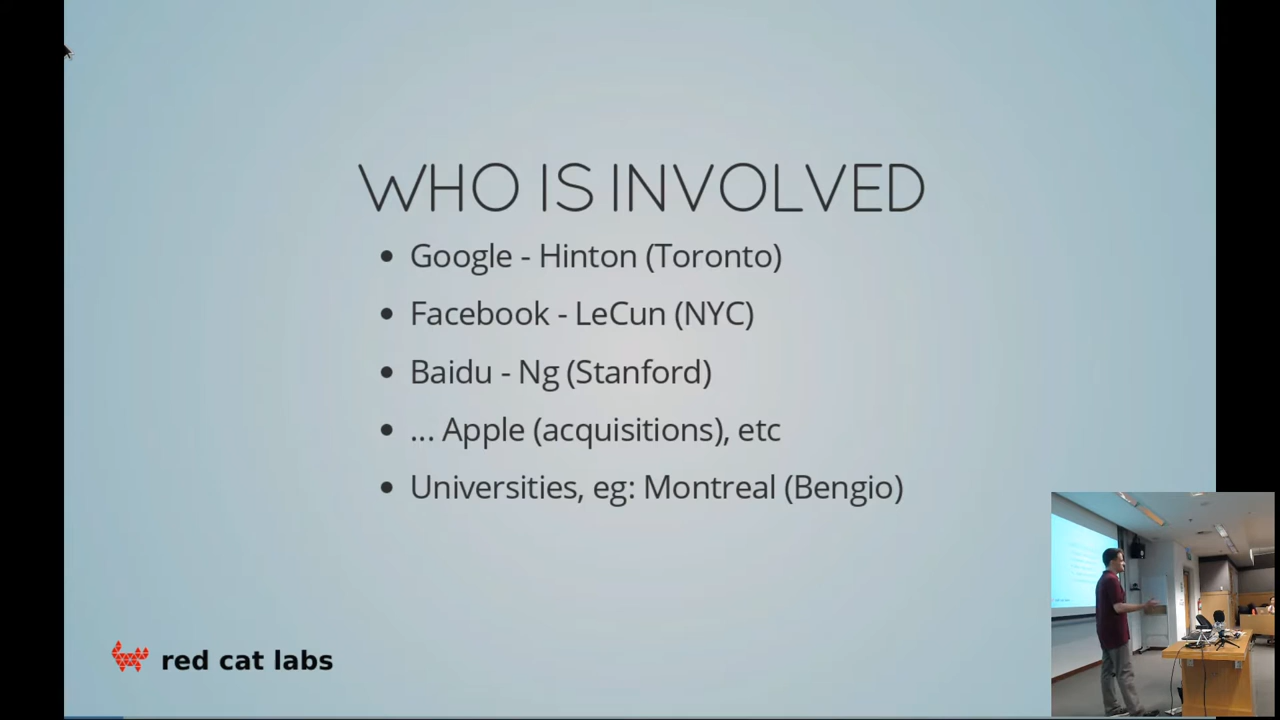 WHO IS INVOLVED
Google - Hinton (Toronto)
Facebook - LeCun (NYC)
Baidu - Ng (Stanford)
... Apple (acquisitions), etc
Universities, eg: Montreal (Bengio)
red cat labs